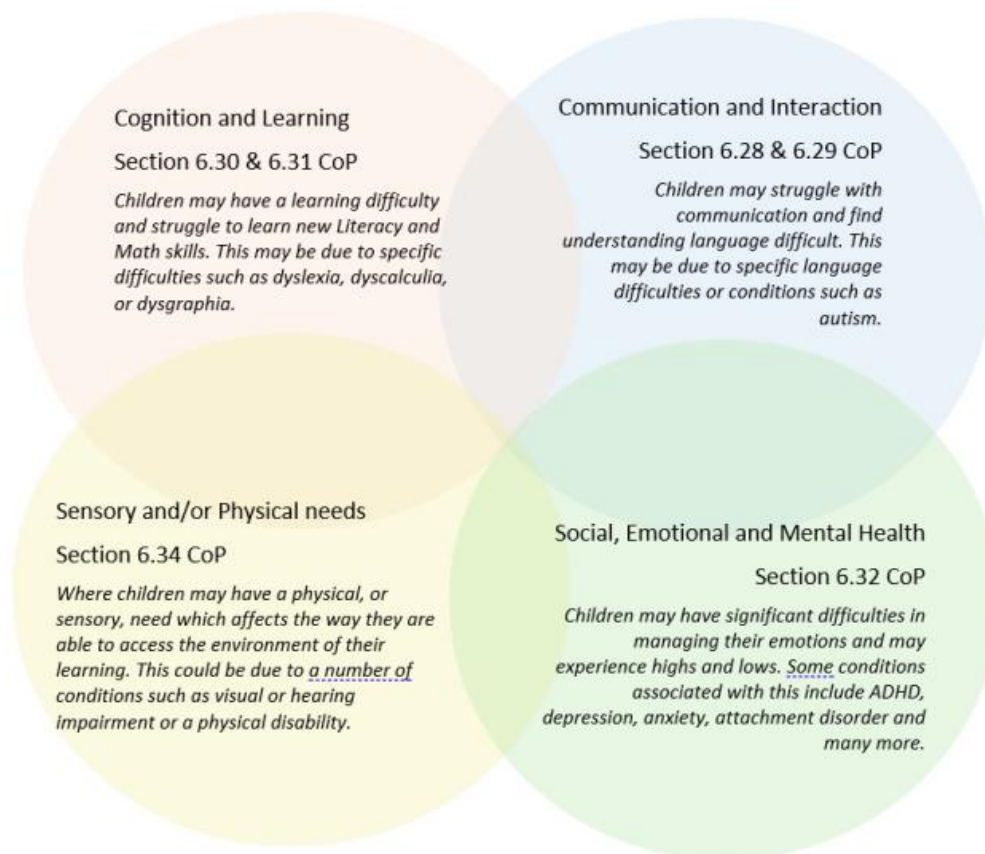 Cognition and Learning
Section 6.30 & 6.31 CoP
Children may have a learning difficulty
and struggle to learn new Literacy and
Math skills. This may be due to specific
difficulties such as dyslexia, dyscalculia,
or dysgraphia.
Communication and Interaction
Section 6.28 & 6.29 CoP
Children may struggle with
communication and find
understanding language difficult. This
may be due to specific language
difficulties or conditions such as
autism.
Sensory and/or Physical needs
Section 6.34 CoP
Where children may have a physical, or
sensory, need which affects the way they are
able to access the environment of their
learning. This could be due to a number of
conditions such as visual or hearing
impairment or a physical disability.
Social, Emotional and Mental Health
Section 6.32 CoP
Children may have significant difficulties in
managing their emotions and may
experience highs and lows. Some conditions
associated with this include ADHD,
depression, anxiety, attachment disorder and
many more.